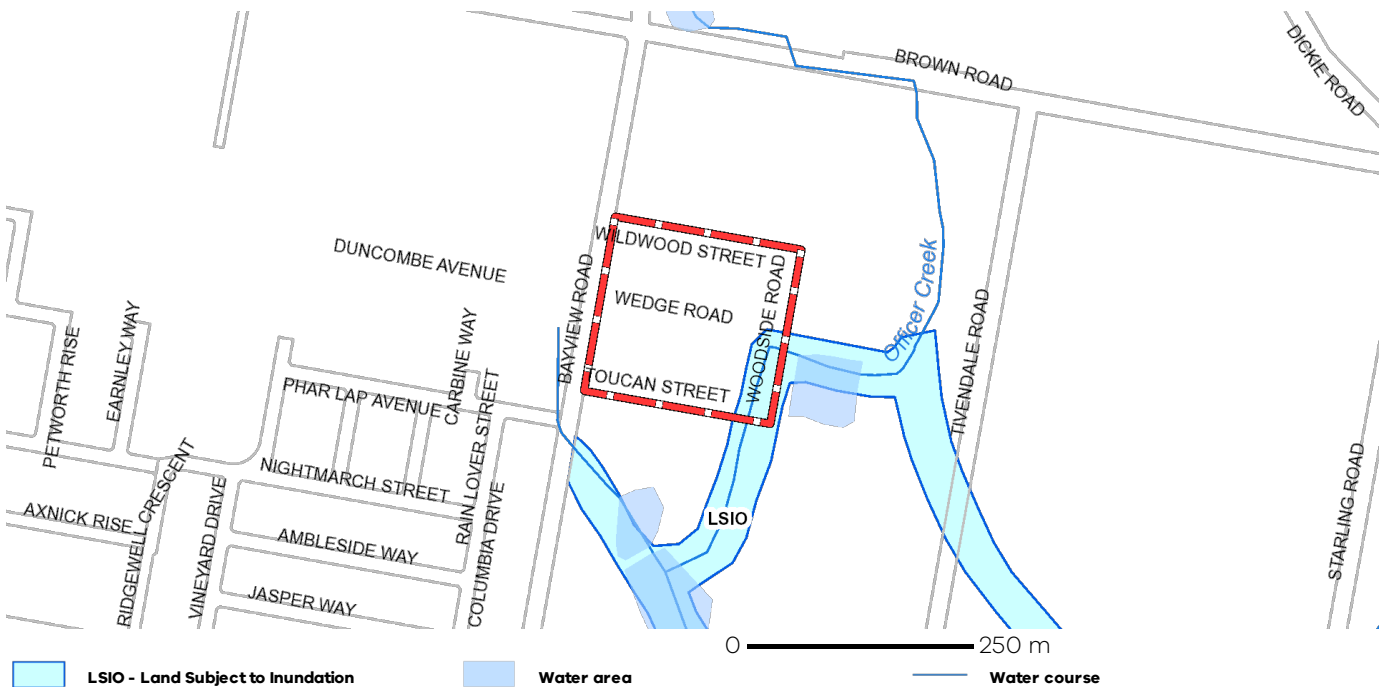 BROWN ROAD
DICKIE ROAD
WILDWOOD STREET
DUNCOMBE AVENUE
WEDGE ROAD
BAYVIEW ROAD
WOODSIDE ROAD
Officer Creek
TIVENDALE ROAD
PETWORTH RISE
EARNLEY WAY
CARBINE WAY
PHAR LAP AVENUE
TOUCAN STREET
RAIN LOVER STREET
NIGHTMARCH STREET
RIDGEWELL CRESCENT
VINEYARD DRIVE
COLUMBIA DRIVE
STARLING ROAD
AXNICK RISE
LSIO
AMBLESIDE WAY
JASPER WAY
0 250 m
LSIO - Land Subject to Inundation
Water area
Water course